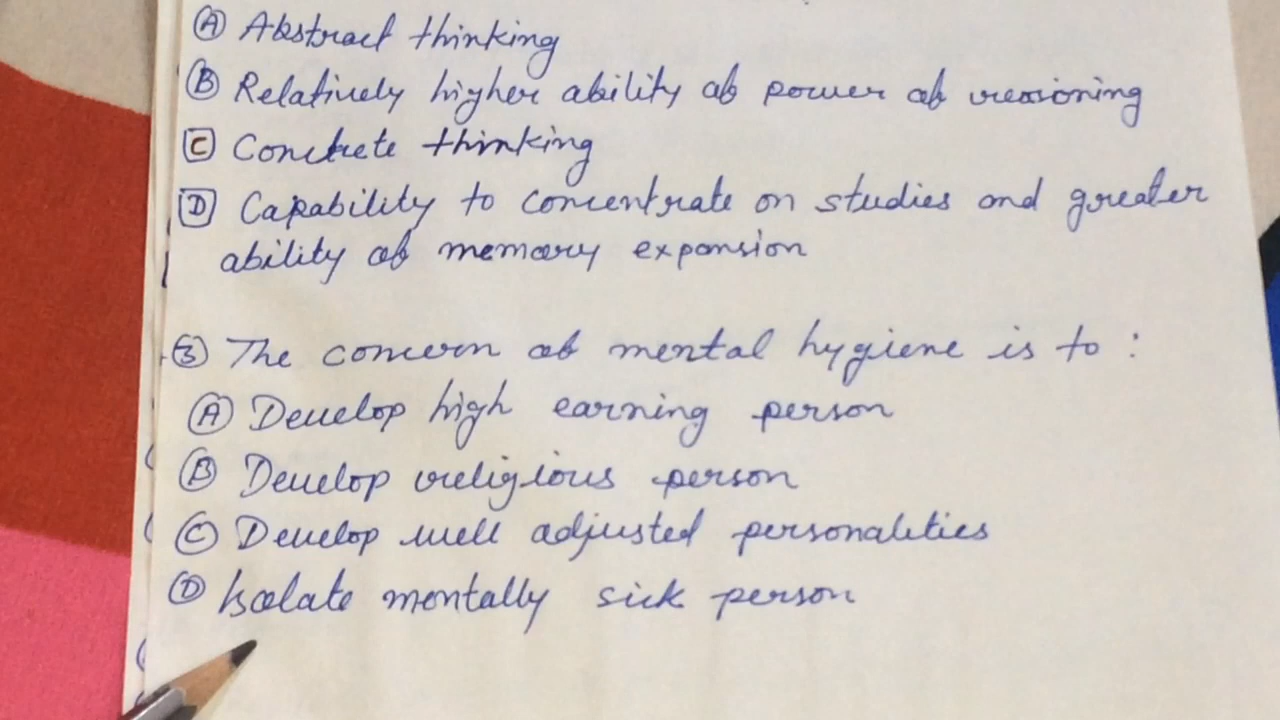 (A) Abstract thinking
(B) Relatively higher ability of power of reasoning
[C] Concrete thinking
[D] Capability to concentrate on studies and greater
ability of memory expansion
(3) The concern of mental hygiene is to :
(A) Develop high earning person
(B) Develop religious person
(C) Develop well adjusted personalities
(D) Isolate mentally sick person